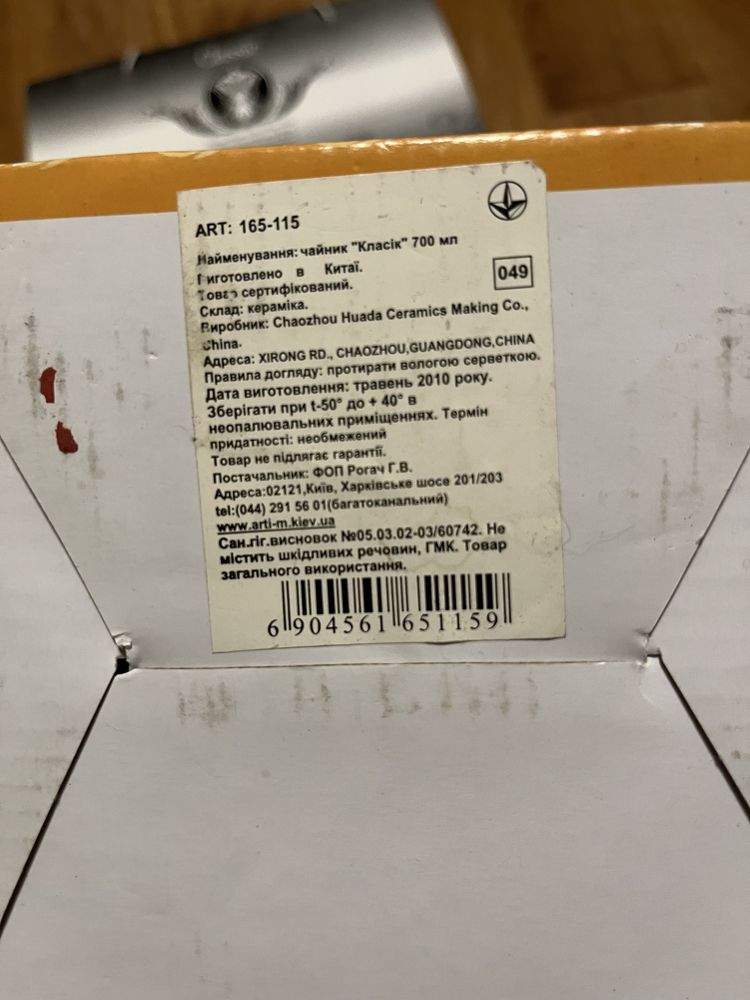 ART: 165-115
Найменування: чайник "Класік" 700 мл
иготовлено в Китаї.
049
Товар сертифікований.
Склад: кераміка.
Виробник: Chaozhou Huada Ceramics Making Co.,
China.
Адреса: XIRONG RD., CHAOZHOU,GUANGDONG,CHINA
Правила догляду: протирати вологою серветкою.
Дата виготовлення: травень 2010 року.
Зберігати при t-50° до + 40° в
неопалювальних приміщеннях. Термін
придатності: необмежений
Товар не підлягає гарантії.
Постачальник: ФОП Рогач Г.В.
Адреса:02121,Київ, Харківське шосе 201/203
tel:(044) 291 56 01(багатоканальний)
www.arti-m.kiev.ua
Сан.гіг.висновок №05.03.02-03/60742. Не
містить шкідливих речовин, ГМК. Товар
загального використання.
6 904561 651159